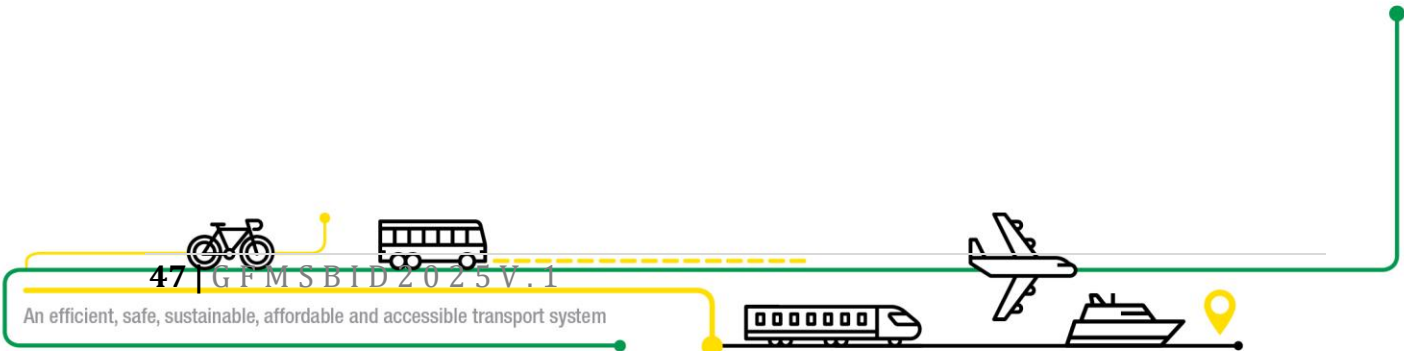 47 | G F M S B I D 2 0 2 5 V . 1
An efficient, safe, sustainable, affordable and accessible transport system